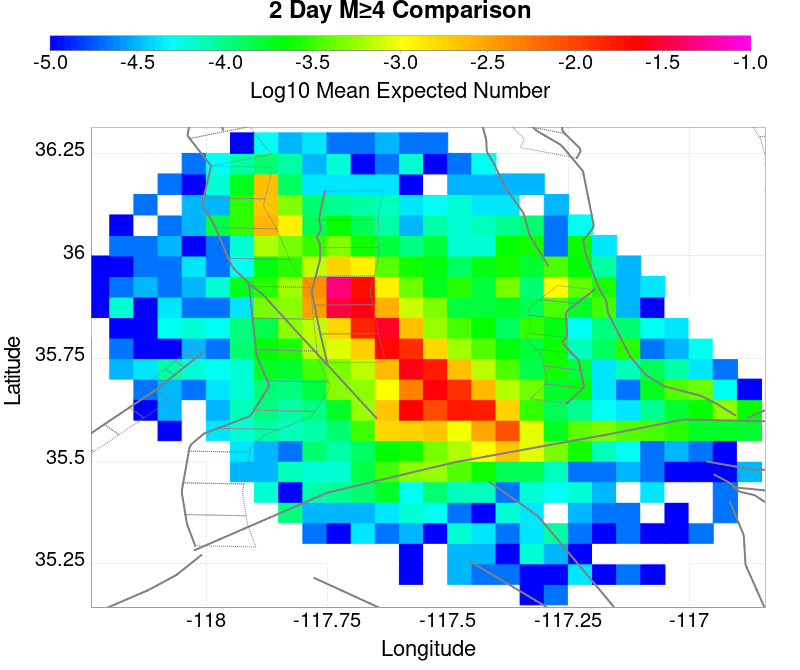 2 Day M≥4 Comparison
-5.0 -4.5 -4.0 -3.5 -3.0 -2.5 -2.0 -1.5 -1.0
Log10 Mean Expected Number
36.25
36
35.75
35.5
35.25
Latitude
-118 -117.75 -117.5 -117.25 -117
Longitude